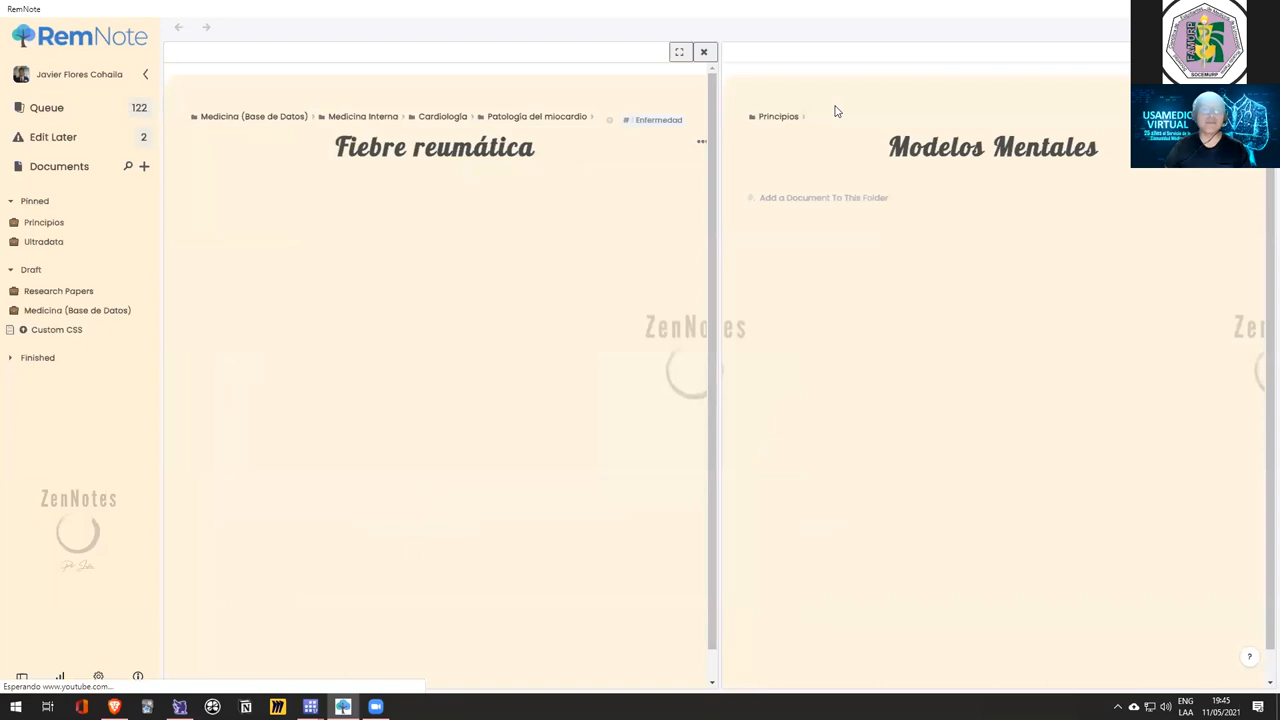 RemNote
RemNote
Javier Flores Cohaila
Queue 122
Edit Later 2
Documents
Pinned
Principios
Ultradata
Draft
Research Papers
Medicina (Base de Datos)
Custom CSS
Finished
ZenNotes
Esperando www.youtube.com...
Medicina (Base de Datos) › Medicina Interna › Cardiología › Patología del miocardio › # Enfermedad
Fiebre reumática
ZenNotes
Principios ›
Modelos Mentales
Add a Document To This Folder
?
SOCEMURP
USAMEDIC
VIRTUAL
ENG
LAA
19:45
11/05/2021